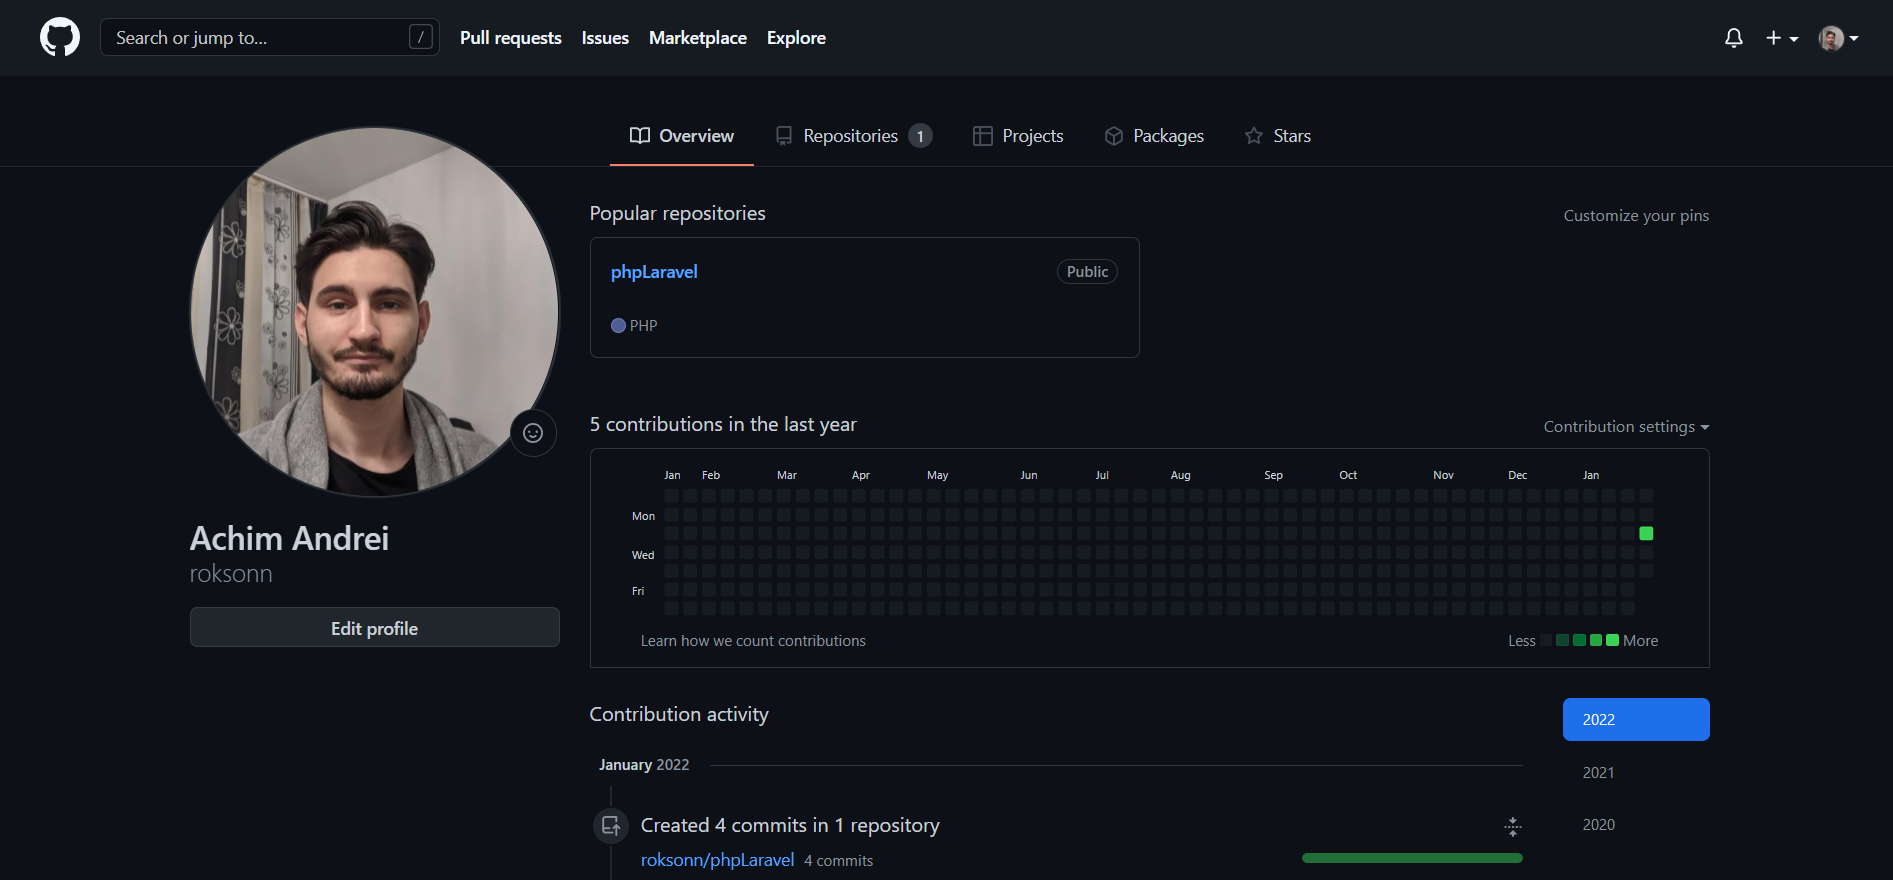 Search or jump to... /
Pull requests Issues Marketplace Explore
Overview Repositories 1 Projects Packages Stars
Popular repositories
Customize your pins
phpLaravel Public
PHP
5 contributions in the last year
Contribution settings
Jan Feb Mar Apr May Jun Jul Aug Sep Oct Nov Dec Jan
Mon
Wed
Fri
Learn how we count contributions
Less More
Achim Andrei
roksonn
Edit profile
Contribution activity
2022
2021
2020
January 2022
Created 4 commits in 1 repository
roksonn/phpLaravel 4 commits